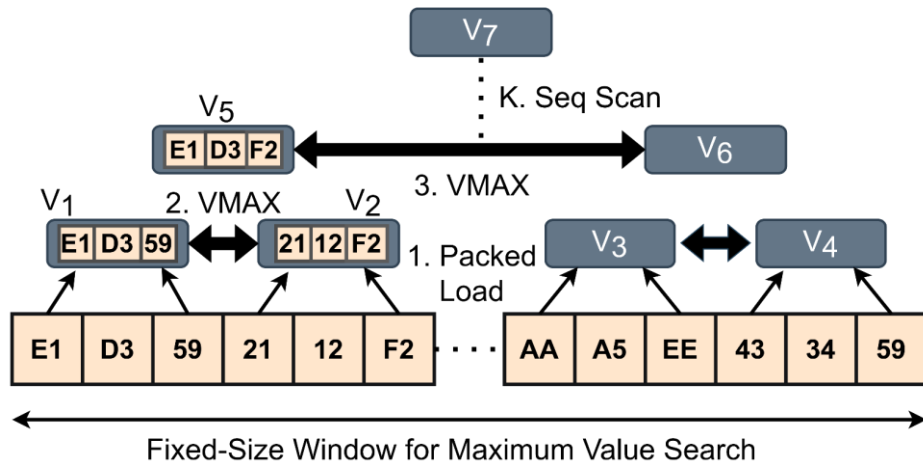 V7
K. Seq Scan
V5
E1 D3 F2
V6
3. VMAX
V1
2. VMAX
V2
E1 D3 59
21 12 F2
V3
V4
1. Packed
Load
E1 D3 59 21 12 F2 AA A5 EE 43 34 59
Fixed-Size Window for Maximum Value Search